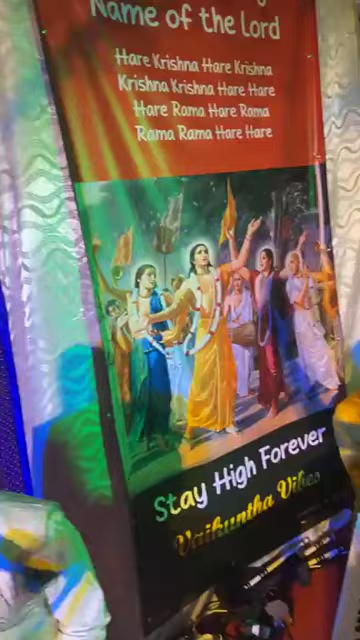 Name of the Lord
Hare Krishna Hare Krishna
Krishna Krishna Hare Hare
Hare Rama Hare Rama
Rama Rama Hare Hare
Stay High Forever
Vaikuntha Vibes